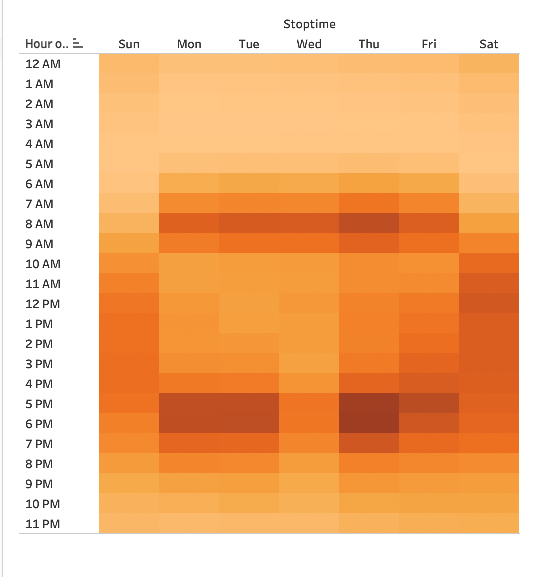 Stoptime
Hour o.. Sun Mon Tue Wed Thu Fri Sat
12 AM
1 AM
2 AM
3 AM
4 AM
5 AM
6 AM
7 AM
8 AM
9 AM
10 AM
11 AM
12 PM
1 PM
2 PM
3 PM
4 PM
5 PM
6 PM
7 PM
8 PM
9 PM
10 PM
11 PM